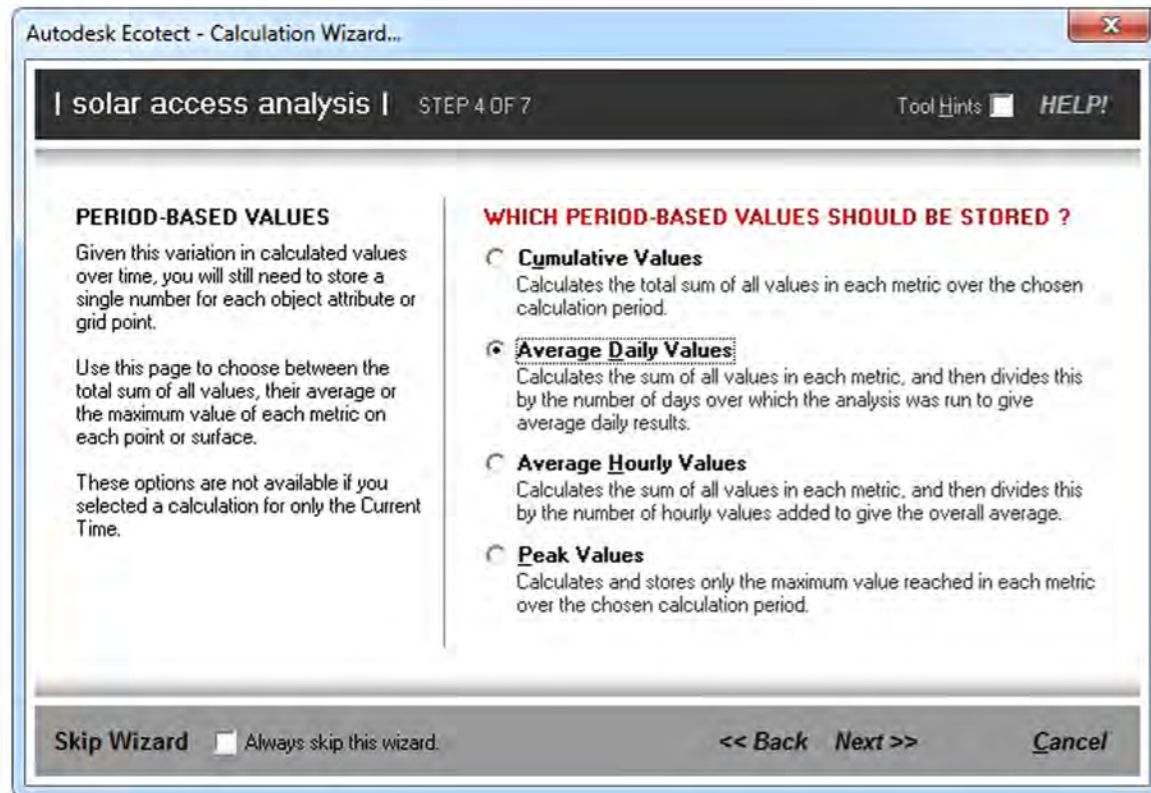 Autodesk Ecotect - Calculation Wizard...
| solar access analysis | STEP 4 OF 7 Tool Hints HELP!
PERIOD-BASED VALUES
Given this variation in calculated values
over time, you will still need to store a
single number for each object attribute or
grid point.
Use this page to choose between the
total sum of all values, their average or
the maximum value of each metric on
each point or surface.
These options are not available if you
selected a calculation for only the Current
Time.
WHICH PERIOD-BASED VALUES SHOULD BE STORED ?
Cumulative Values
Calculates the total sum of all values in each metric over the chosen
calculation period.
Average Daily Values
Calculates the sum of all values in each metric, and then divides this
by the number of days over which the analysis was run to give
average daily results.
Average Hourly Values
Calculates the sum of all values in each metric, and then divides this
by the number of hourly values added to give the overall average.
Peak Values
Calculates and stores only the maximum value reached in each metric
over the chosen calculation period.
Skip Wizard Always skip this wizard. << Back Next >> Cancel